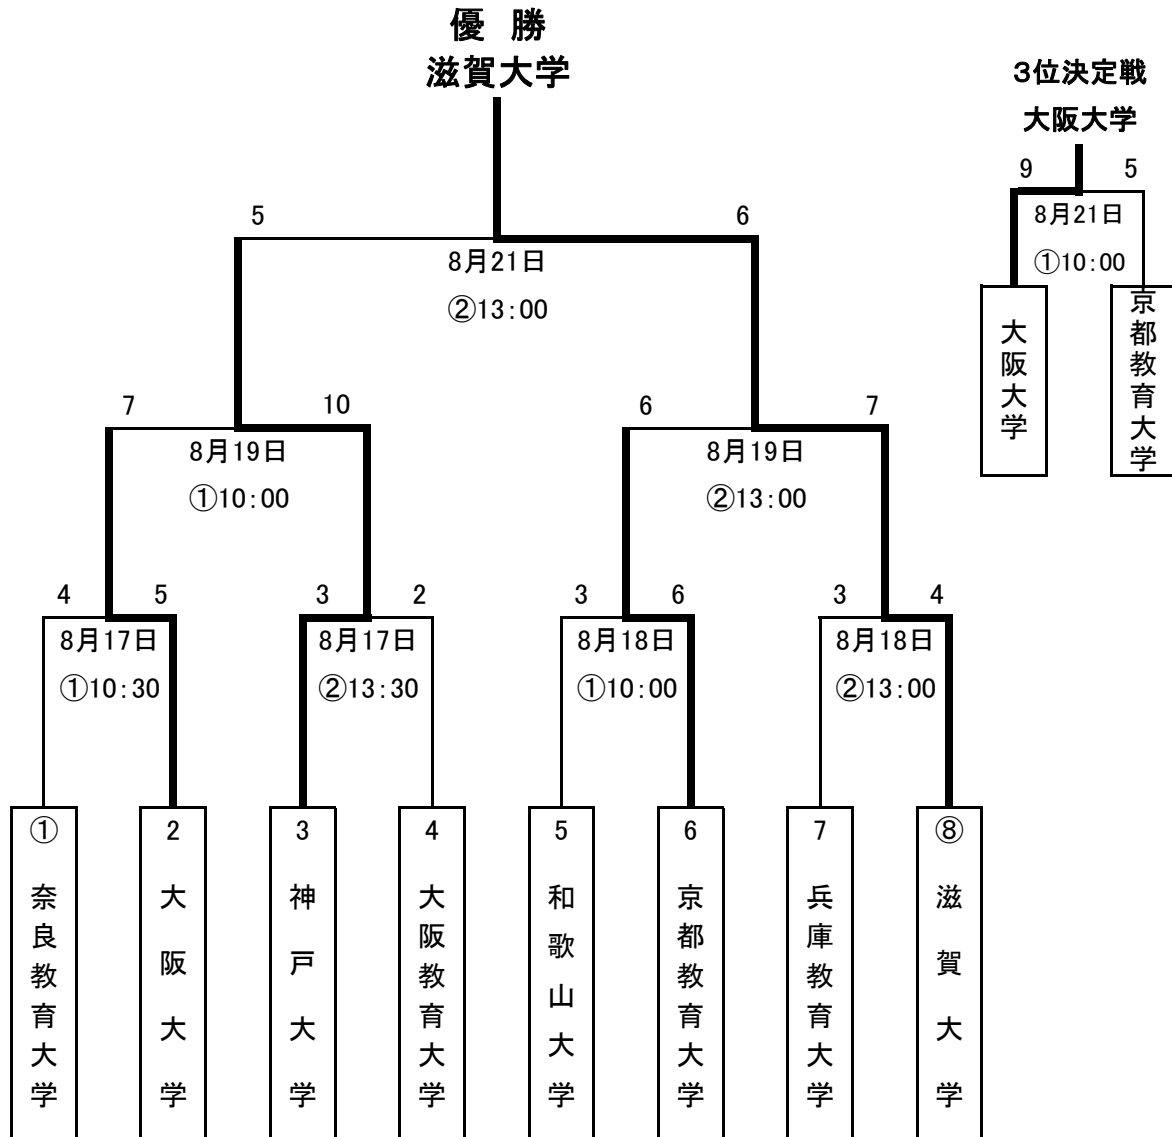 優 勝
滋賀大学
3位決定戦
大阪大学
9 5
8月21日
①10:00
大阪大学
京都教育大学
5 6
8月21日
②13:00
7 10
8月19日
①10:00
6 7
8月19日
②13:00
4 5
8月17日
①10:30
3 2
8月17日
②13:30
3 6
8月18日
①10:00
3 4
8月18日
②13:00
①
奈良教育大学
2
大阪大学
3
神戸大学
4
大阪教育大学
5
和歌山大学
6
京都教育大学
7
兵庫教育大学
⑧
滋賀大学